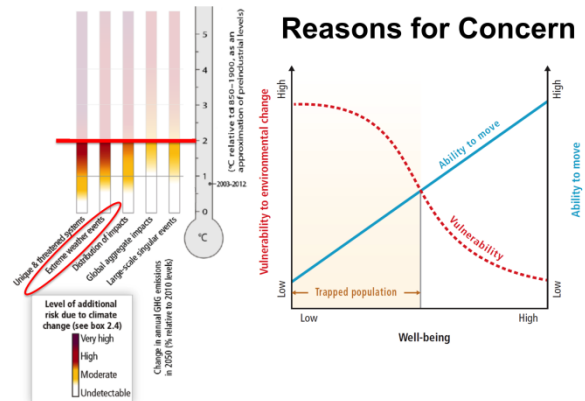 Reasons for Concern
5
4
3
2
1
0
(°C relative to 1850–1900, as an
approximation of preindustrial levels)
2003-2012
°C
Unique & threatened systems
Extreme weather events
Distribution of impacts
Global aggregate impacts
Large-scale singular events
Change in annual GHG emissions
in 2050 (% relative to 2010 levels)
Level of additional
risk due to climate
change (see box 2.4)
Very high
High
Moderate
Undetectable
Vulnerability to environmental change
High
Low
Ability to move
Vulnerability
Trapped population
High
Low
Ability to move
Low
High
Well-being